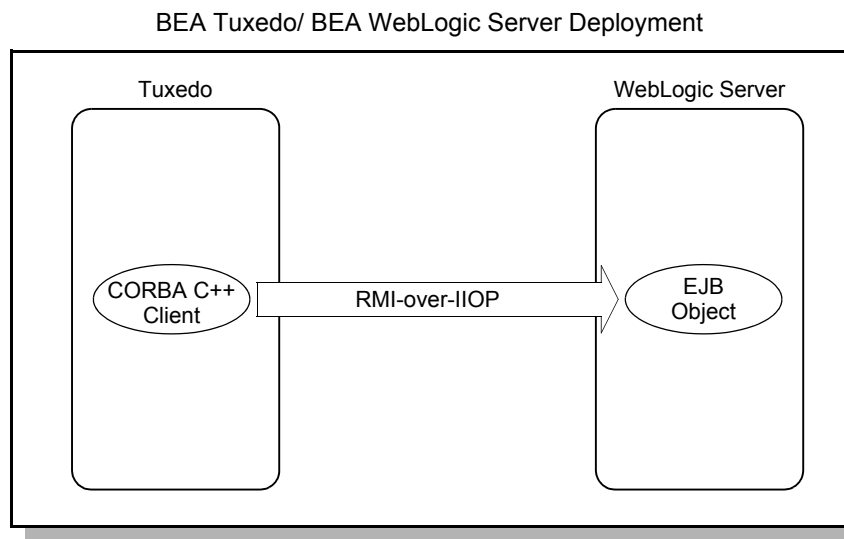 BEA Tuxedo/ BEA WebLogic Server Deployment
Tuxedo
WebLogic Server
CORBA C++
Client
RMI-over-IIOP
EJB
Object